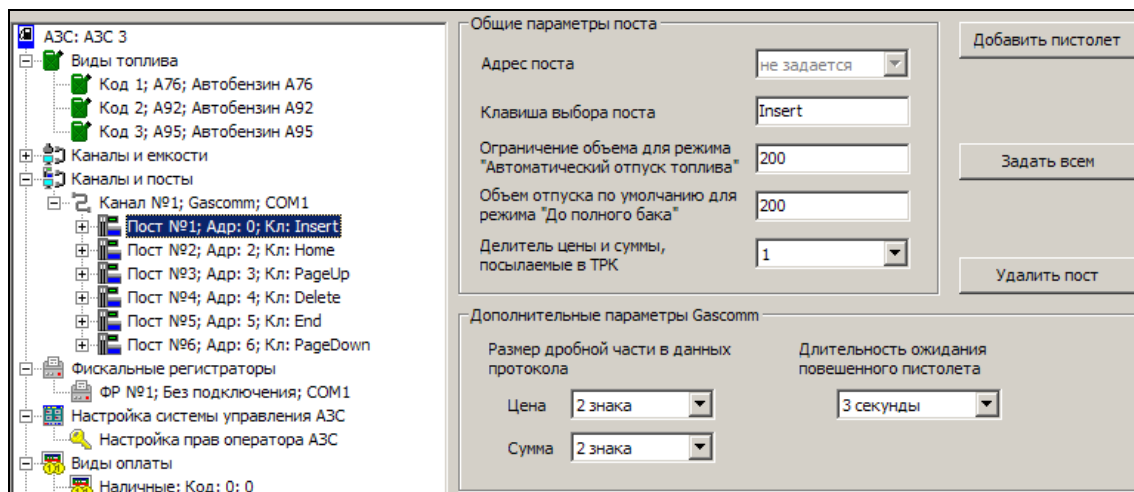 АЗС: АЗС 3
Виды топлива
Код 1; А76; Автобензин А76
Код 2; А92; Автобензин А92
Код 3; А95; Автобензин А95
Каналы и емкости
Каналы и посты
Канал №1; Gascomm; COM1
Пост №1; Адр: 0; Кл: Insert
Пост №2; Адр: 2; Кл: Home
Пост №3; Адр: 3; Кл: PageUp
Пост №4; Адр: 4; Кл: Delete
Пост №5; Адр: 5; Кл: End
Пост №6; Адр: 6; Кл: PageDown
Фискальные регистраторы
ФР №1; Без подключения; COM1
Настройка системы управления АЗС
Настройка прав оператора АЗС
Виды оплаты
Наличные; Код: 0; 0
Общие параметры поста
Адрес поста
не задается
Клавиша выбора поста
Insert
Ограничение объема для режима
"Автоматический отпуск топлива"
200
Объем отпуска по умолчанию для
режима "До полного бака"
200
Делитель цены и суммы,
посылаемые в ТРК
1
Добавить пистолет
Задать всем
Удалить пост
Дополнительные параметры Gascomm
Размер дробной части в данных
протокола
Цена 2 знака
Сумма 2 знака
Длительность ожидания
повешенного пистолета
3 секунды